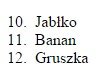 10. Jabłko
11. Banan
12. Gruszka